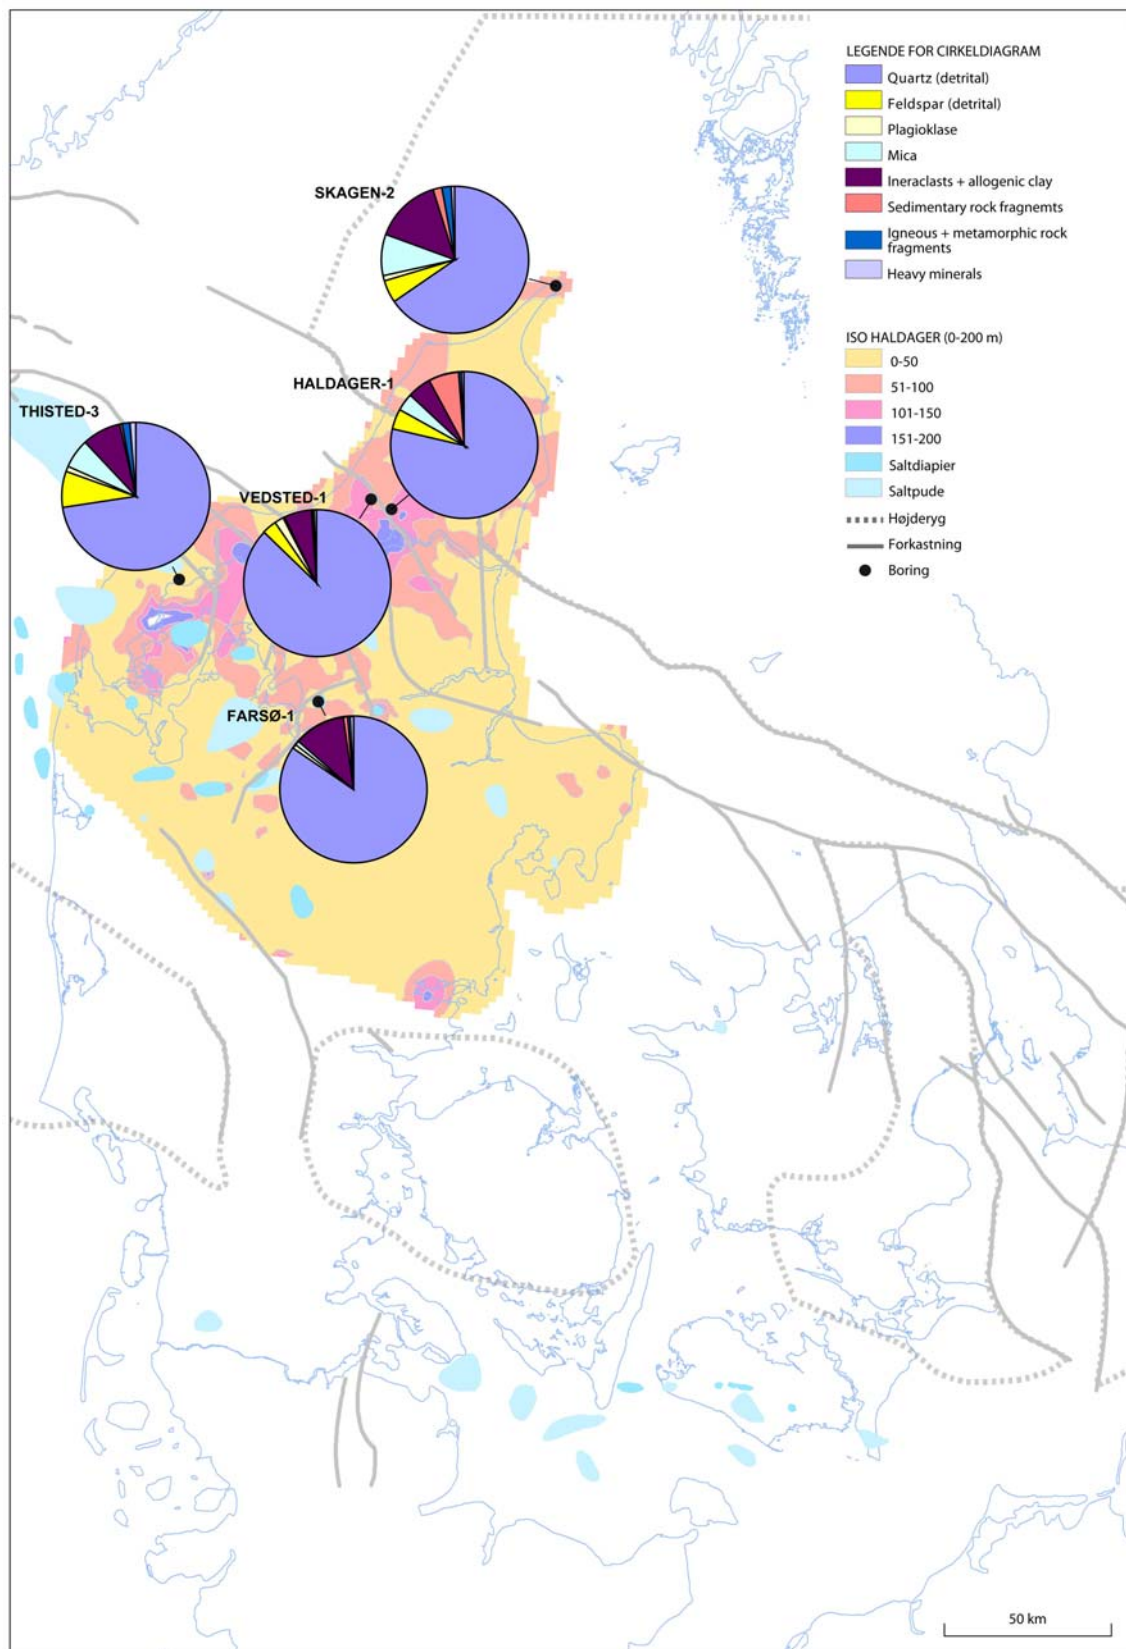 LEGENDE FOR CIRKELDIAGRAM
Quartz (detrital)
Feldspar (detrital)
Plagioklase
Mica
Ineraclasts + allogenic clay
Sedimentary rock fragnemts
Igneous + metamorphic rock
fragments
Heavy minerals
SKAGEN-2
HALDAGER-1
THISTED-3
VEDSTED-1
FARSØ-1
ISO HALDAGER (0-200 m)
0-50
51-100
101-150
151-200
Saltdiapier
Saltpude
Højderyg
Forkastning
Boring
50 km